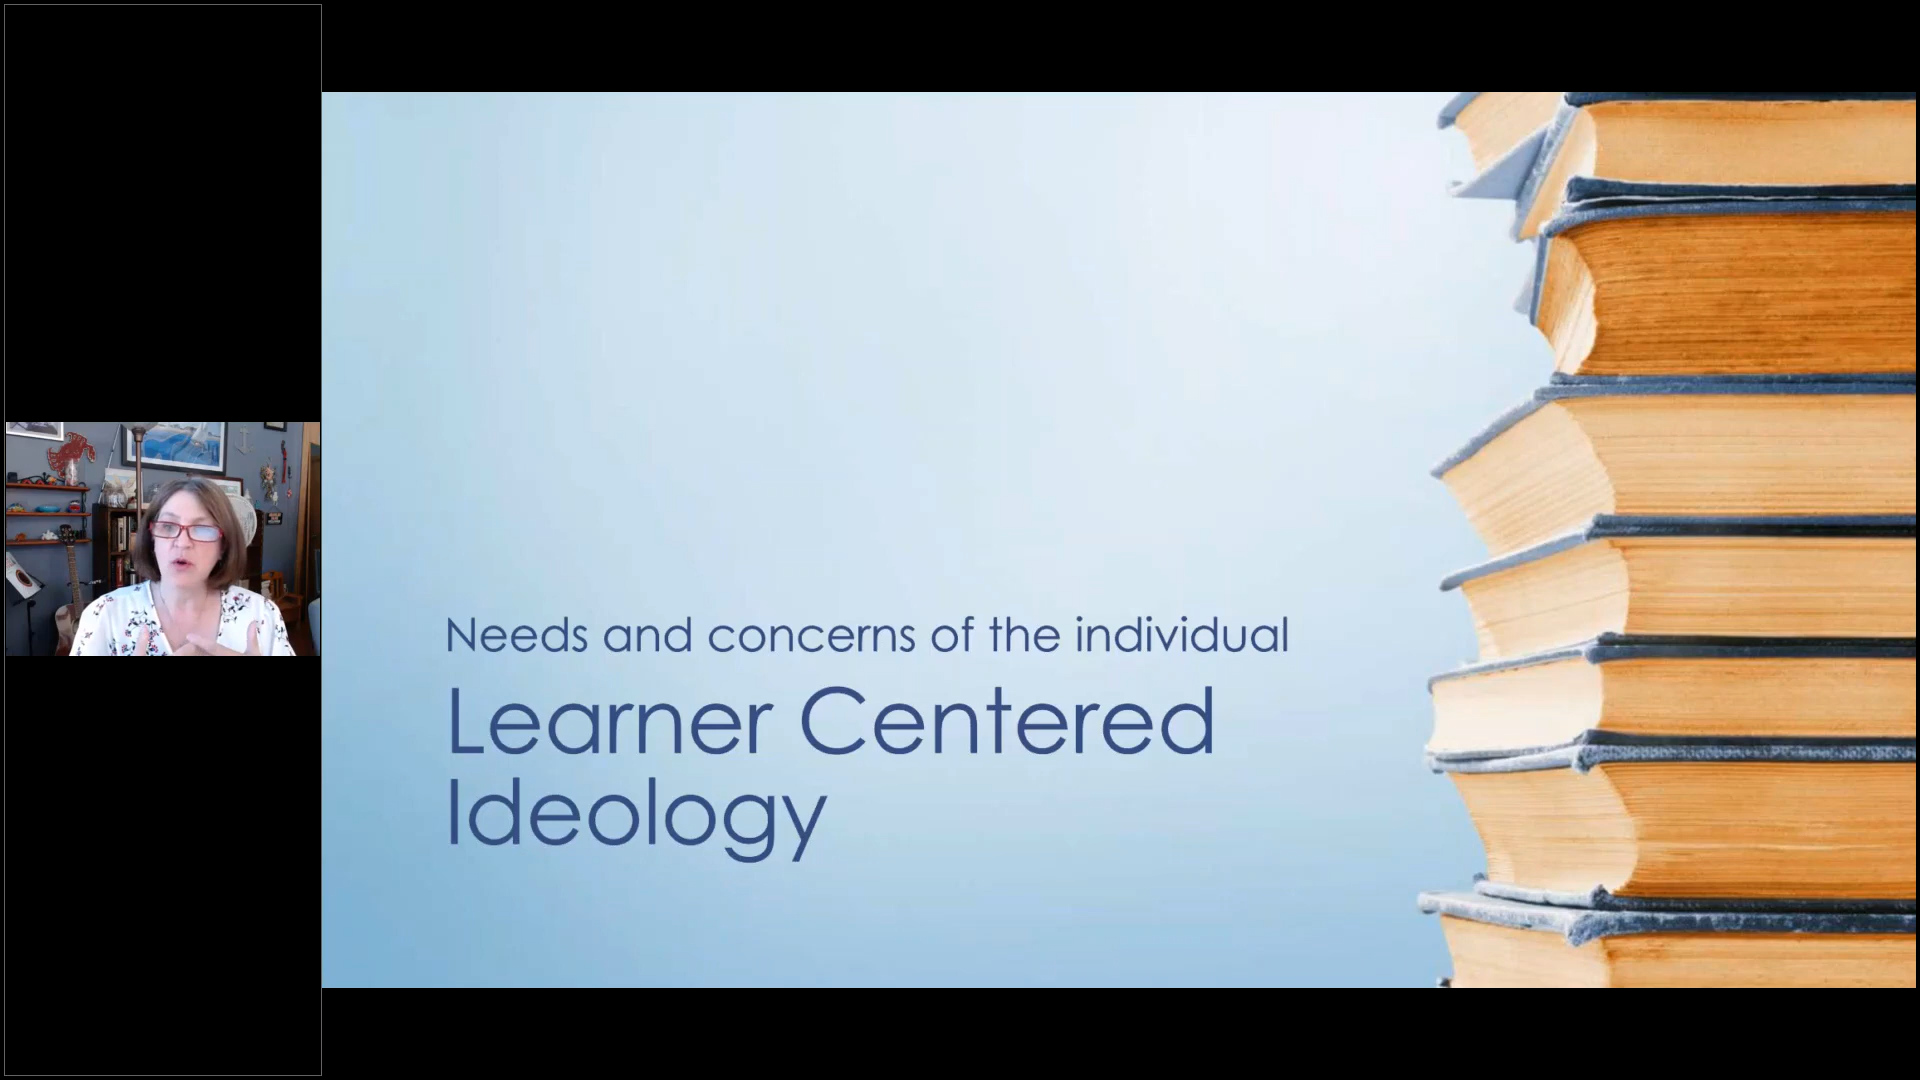 Needs and concerns of the individual
Learner Centered
Ideology